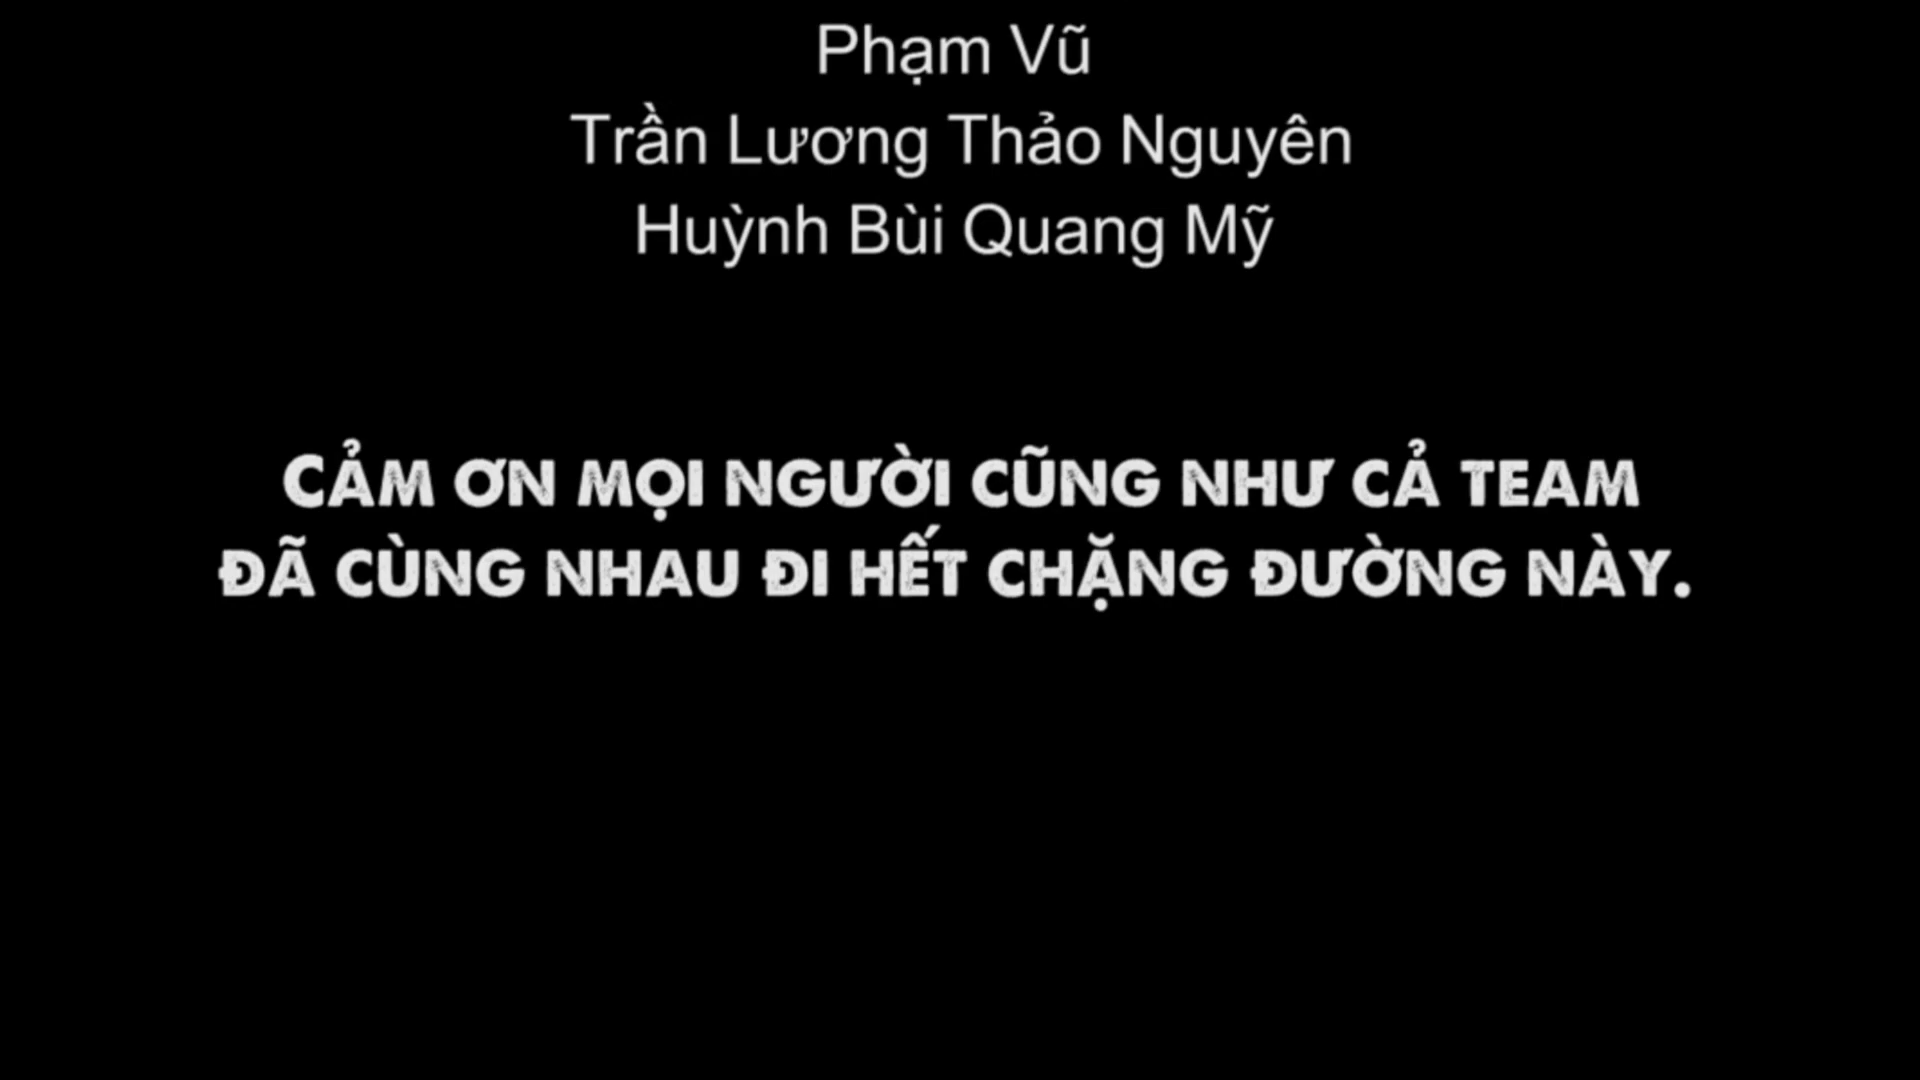 Phạm Vũ
Trần Lương Thảo Nguyên
Huỳnh Bùi Quang Mỹ
CẢM ƠN MỌI NGƯỜI CŨNG NHƯ CẢ TEAM
ĐÃ CÙNG NHAU ĐI HẾT CHẶNG ĐƯỜNG NÀY.